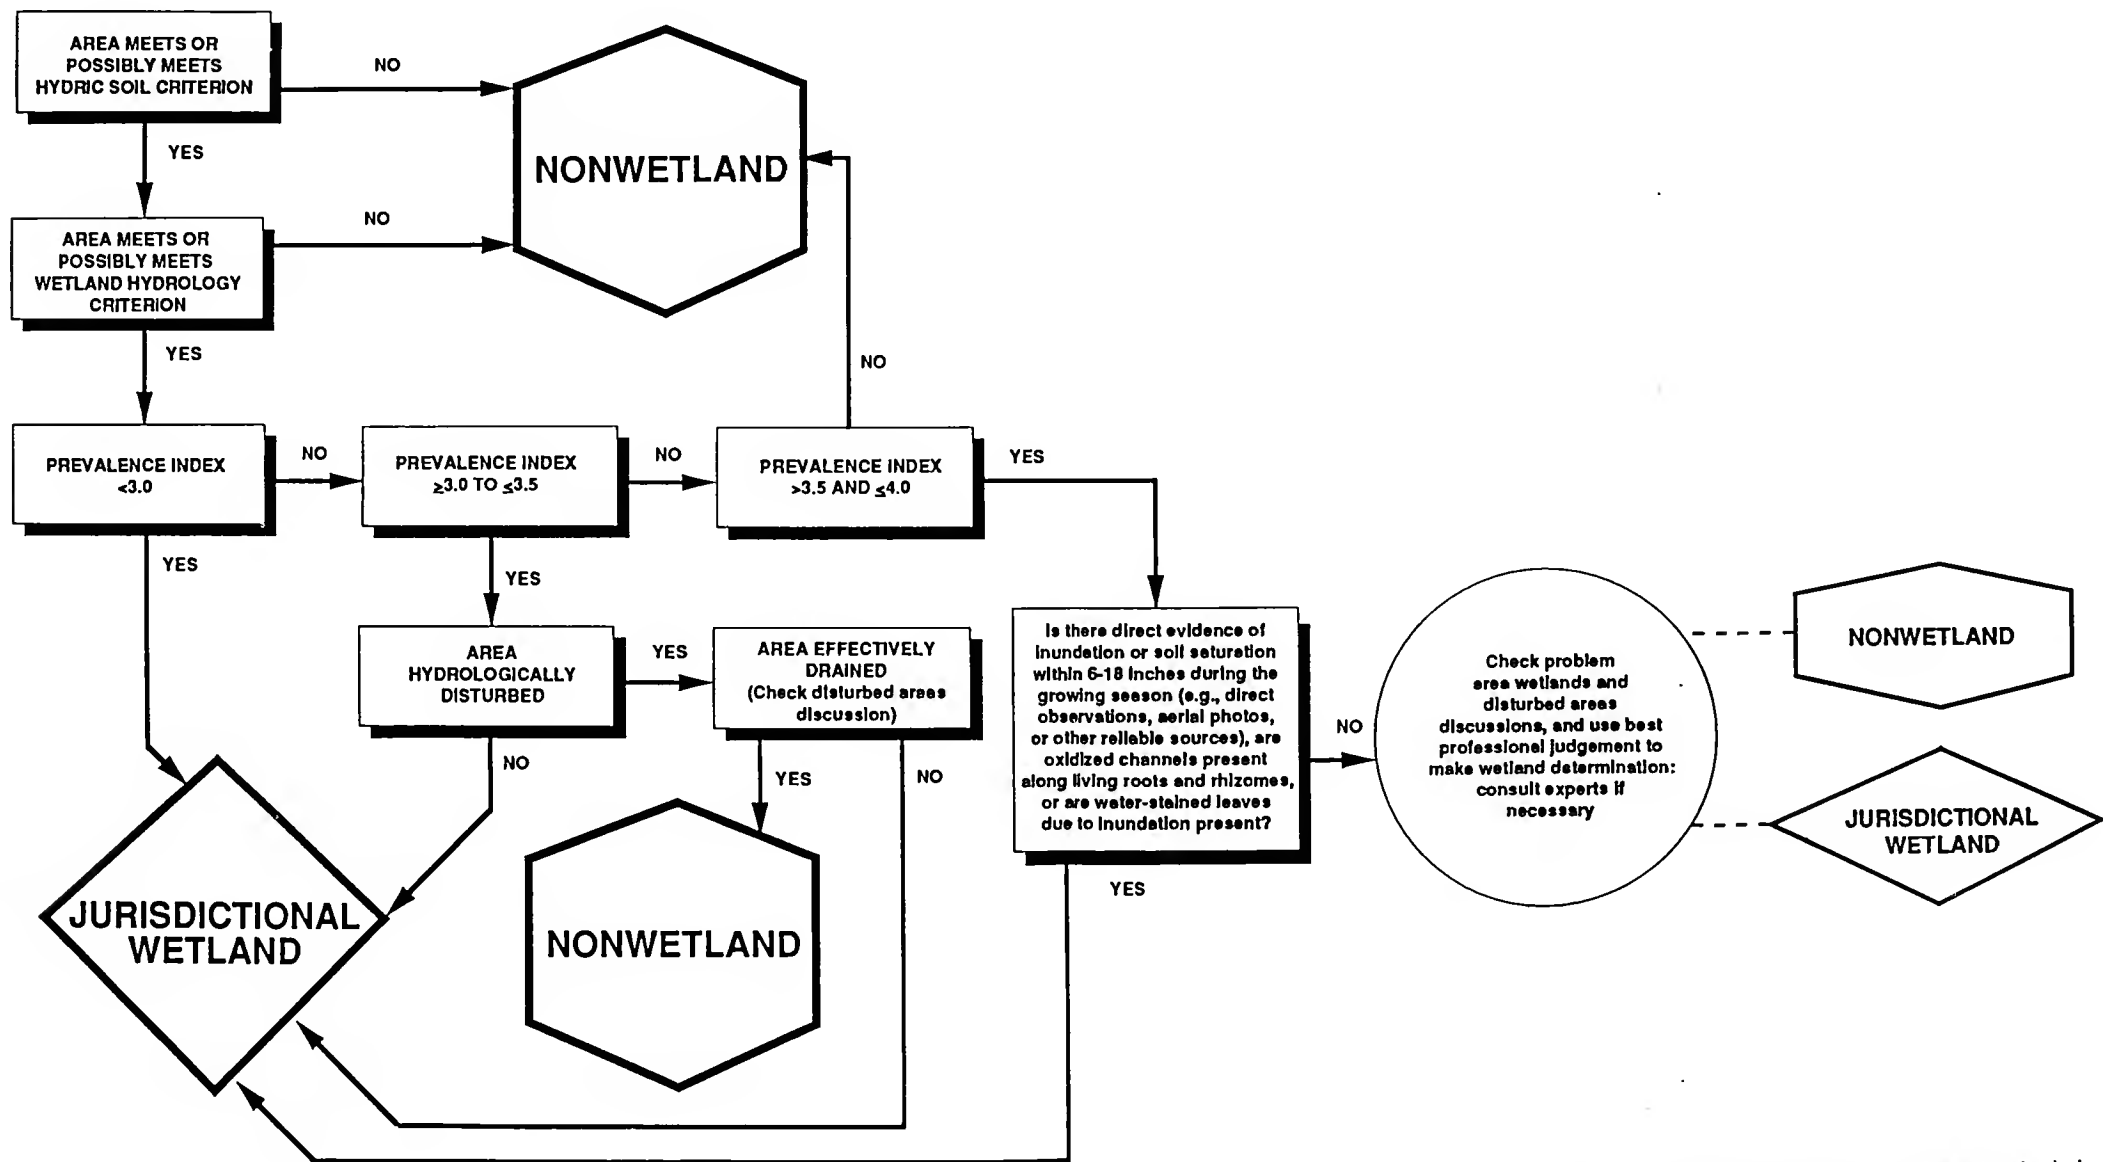 AREA MEETS OR
POSSIBLY MEETS
HYDRIC SOIL CRITERION
NO
YES
NONWETLAND
AREA MEETS OR
POSSIBLY MEETS
WETLAND HYDROLOGY
CRITERION
NO
YES
NO
PREVALENCE INDEX
<3.0
NO
PREVALENCE INDEX
≥3.0 TO ≤3.5
NO
PREVALENCE INDEX
>3.5 AND ≤4.0
YES
YES
YES
AREA
HYDROLOGICALLY
DISTURBED
YES
AREA EFFECTIVELY
DRAINED
(Check disturbed areas
discussion)
NO
YES
NO
Is there direct evidence of
inundation or soil saturation
within 6-18 inches during the
growing season (e.g., direct
observations, aerial photos,
or other reliable sources), are
oxidized channels present
along living roots and rhizomes,
or are water-stained leaves
due to inundation present?
NO
YES
Check problem
area wetlands and
disturbed areas
discussions, and use best
professional judgement to
make wetland determination:
consult experts if
necessary
NONWETLAND
JURISDICTIONAL
WETLAND
JURISDICTIONAL
WETLAND
NONWETLAND